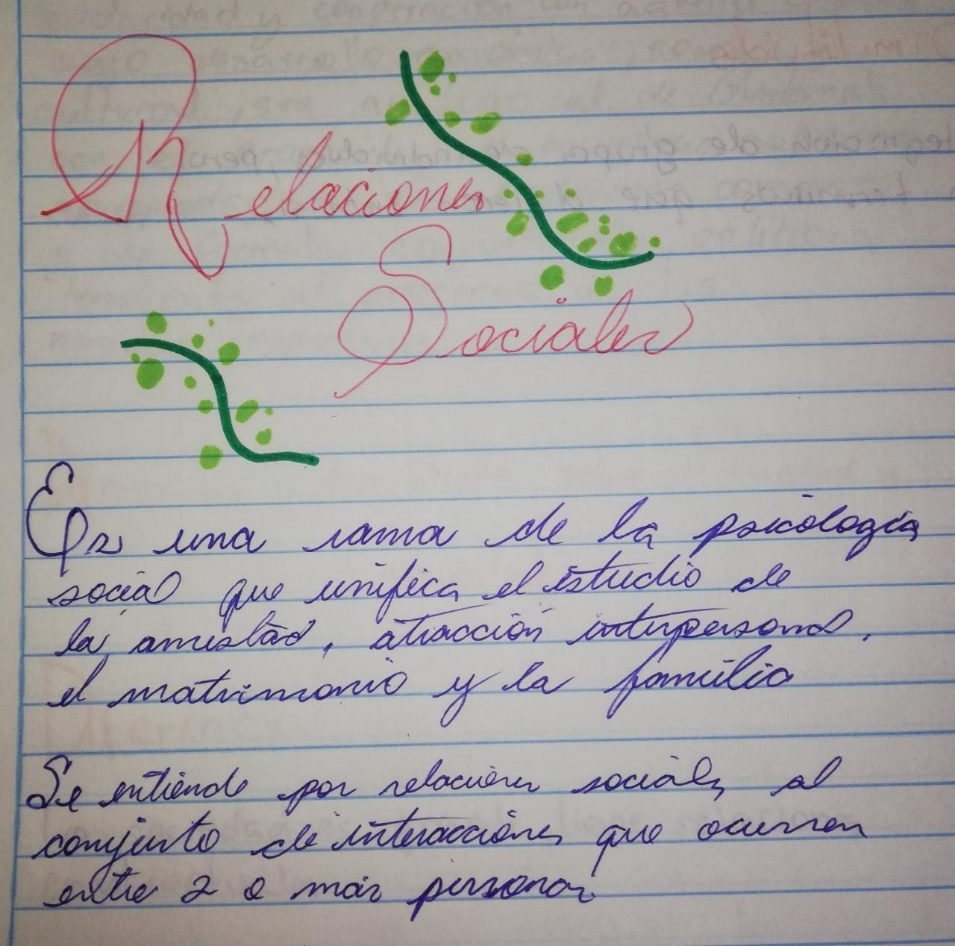 Relaciones
Sociales
Es una rama de la psicología
social que unifica el estudio de
la amistad, atracción interpersonal,
el matrimonio y la familia
Se entiende por relaciones sociales al
conjunto de interacciones que ocurren
entre 2 o más personas